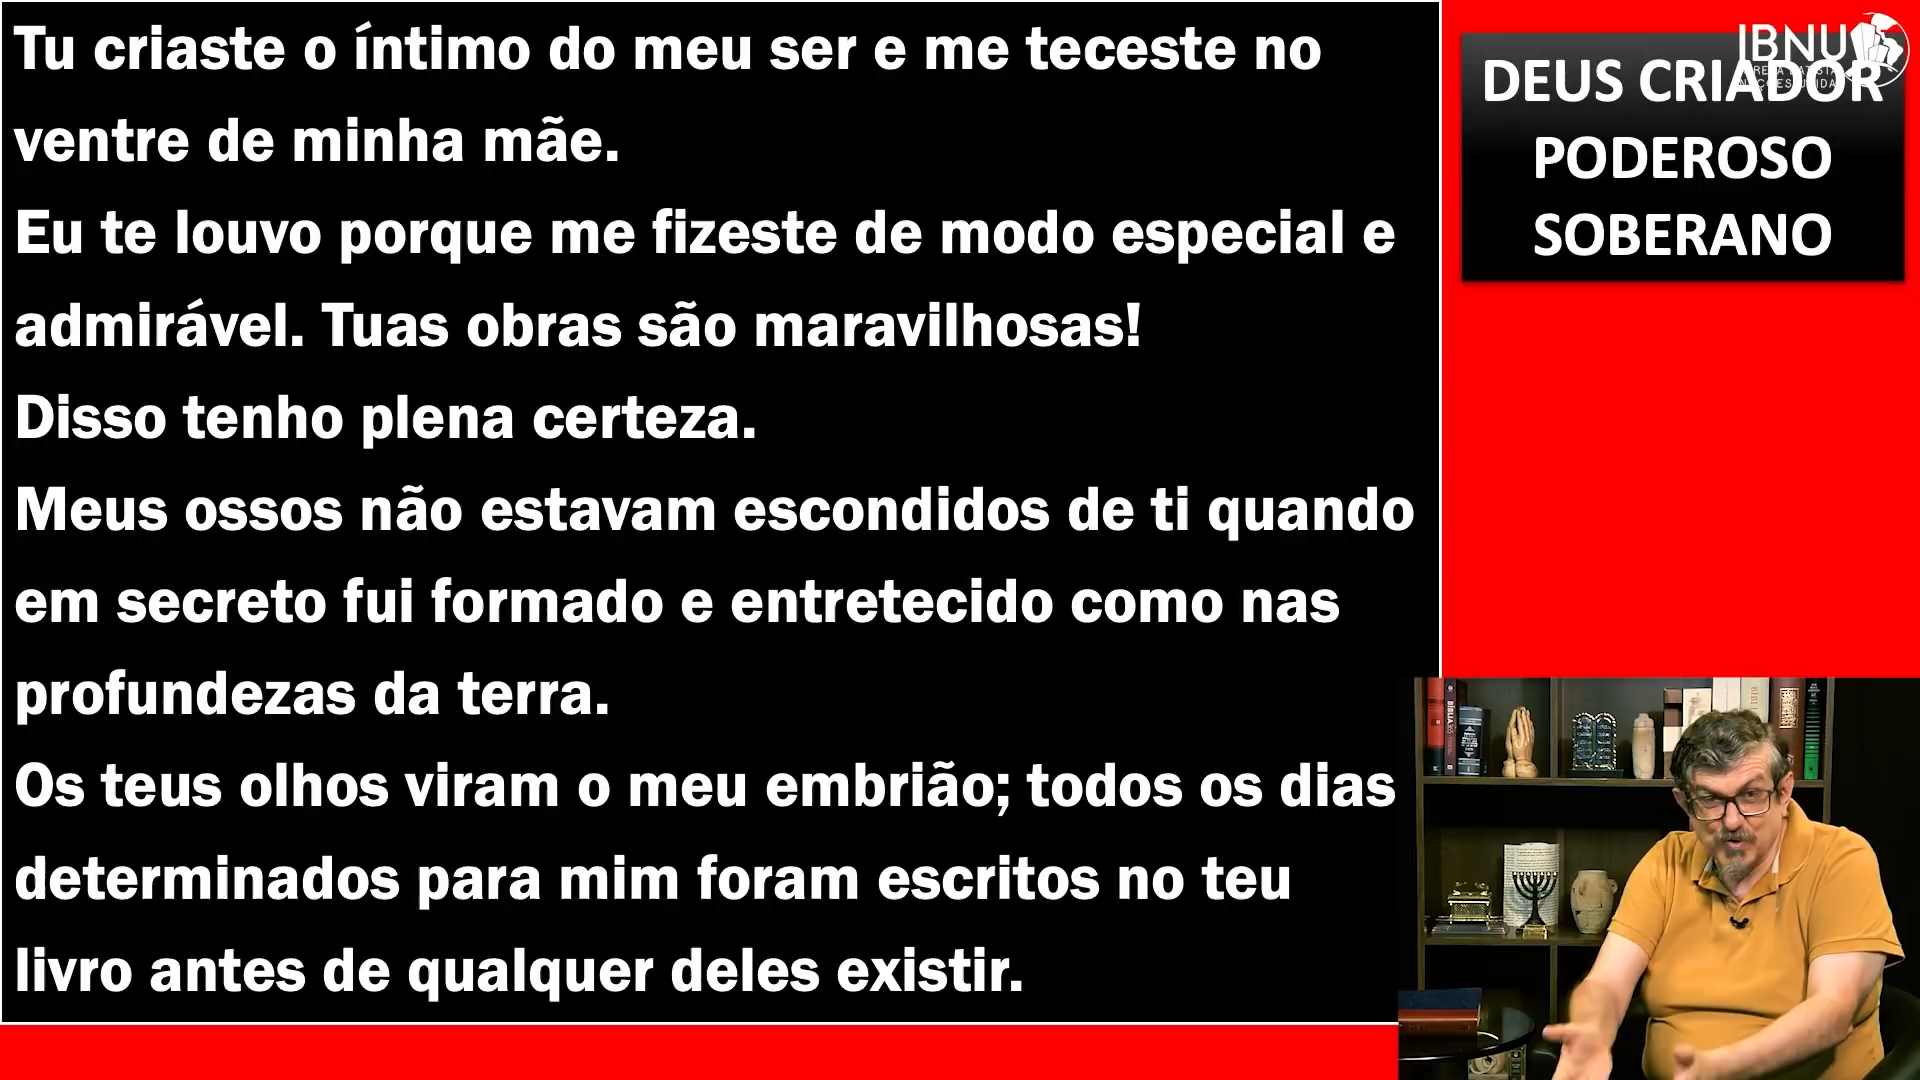 Tu criaste o íntimo do meu ser e me teceste no
ventre de minha mãe.
Eu te louvo porque me fizeste de modo especial e
admirável. Tuas obras são maravilhosas!
Disso tenho plena certeza.
Meus ossos não estavam escondidos de ti quando
em secreto fui formado e entretecido como nas
profundezas da terra.
Os teus olhos viram o meu embrião; todos os dias
determinados para mim foram escritos no teu
livro antes de qualquer deles existir.
IBNU
DEUS CRIADOR
PODEROSO
SOBERANO
BÍBLIA